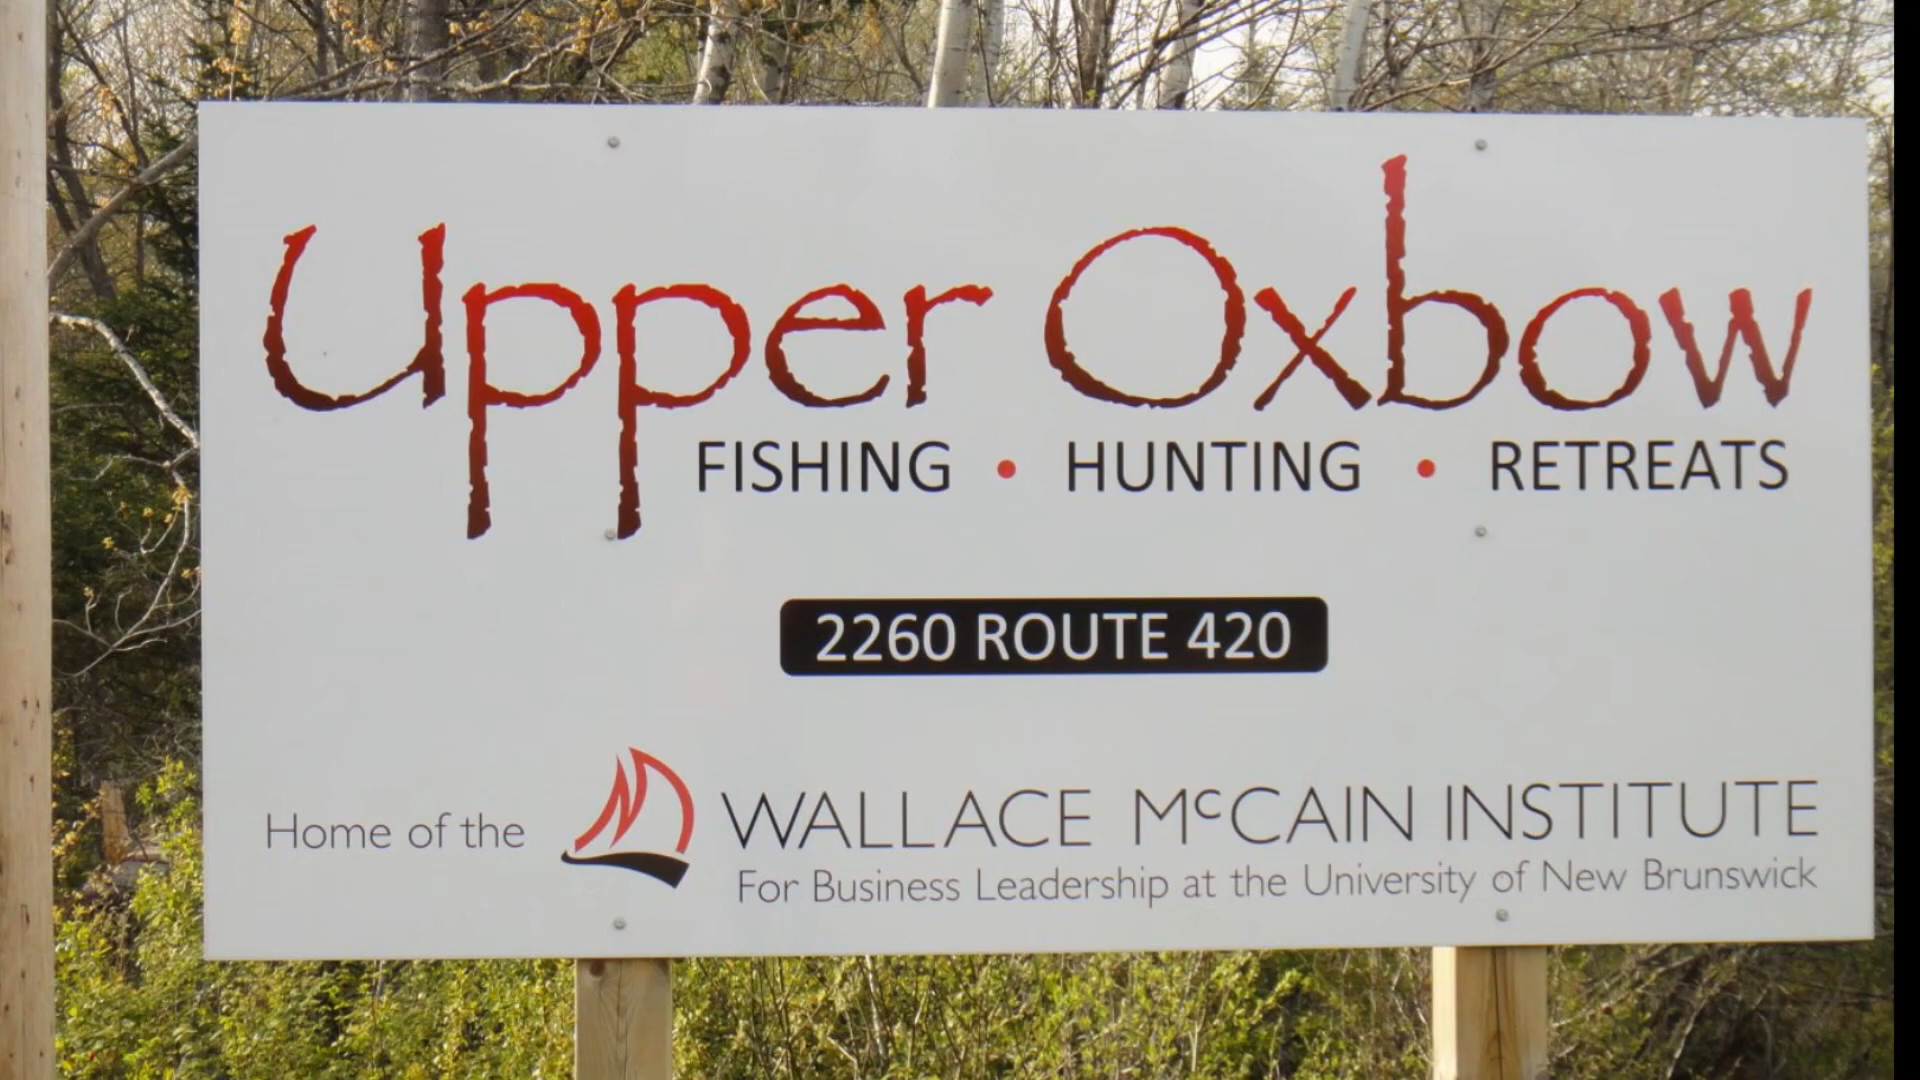 Upper Oxbow
FISHING • HUNTING • RETREATS
2260 ROUTE 420
Home of the WALLACE McCAIN INSTITUTE
For Business Leadership at the University of New Brunswick